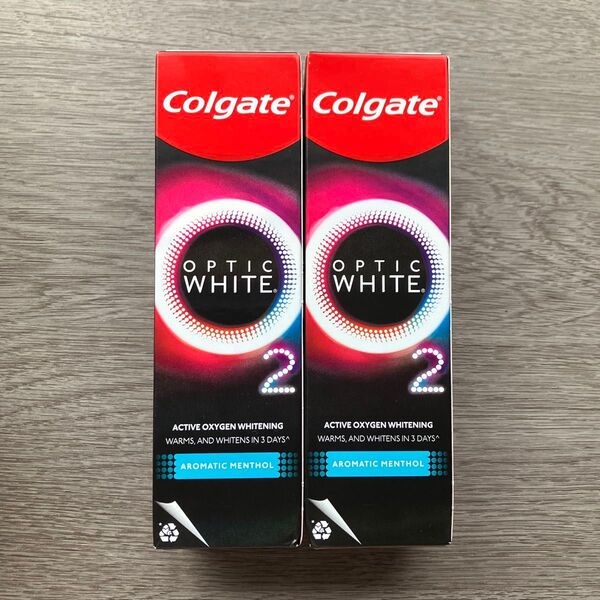 Colgate®
OPTIC
WHITE®
2
ACTIVE OXYGEN WHITENING
WARMS, AND WHITENS IN 3 DAYS^
AROMATIC MENTHOL
Colgate®
OPTIC
WHITE®
2
ACTIVE OXYGEN WHITENING
WARMS, AND WHITENS IN 3 DAYS^
AROMATIC MENTHOL